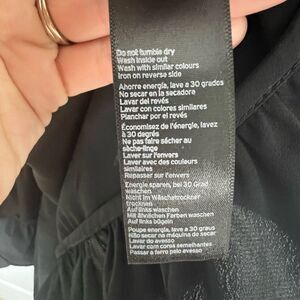 Do not tumble dry
Wash inside out
Wash with similar colours
Iron on reverse side
Ahorre energía, lave a 30 grados
No secar en la secadora
Lavar del revés
Lavar con colores similares
Planchar por el revés
Économisez de l'énergie, lavez
à 30 degrés
Ne pas faire sécher au
sèche-linge
Laver sur l'envers
Laver avec des couleurs
similaires
Repasser sur l'envers
Energie sparen, bei 30 Grad
waschen
Nicht im Wäschetrockner
trocknen
Auf links waschen
Mit ähnlichen Farben waschen
Auf links bügeln
Poupe energia, lave a 30 graus
Não secar na máquina de secar
Lavar do avesso
Lavar com cores semelhantes
Passar a ferro pelo avesso